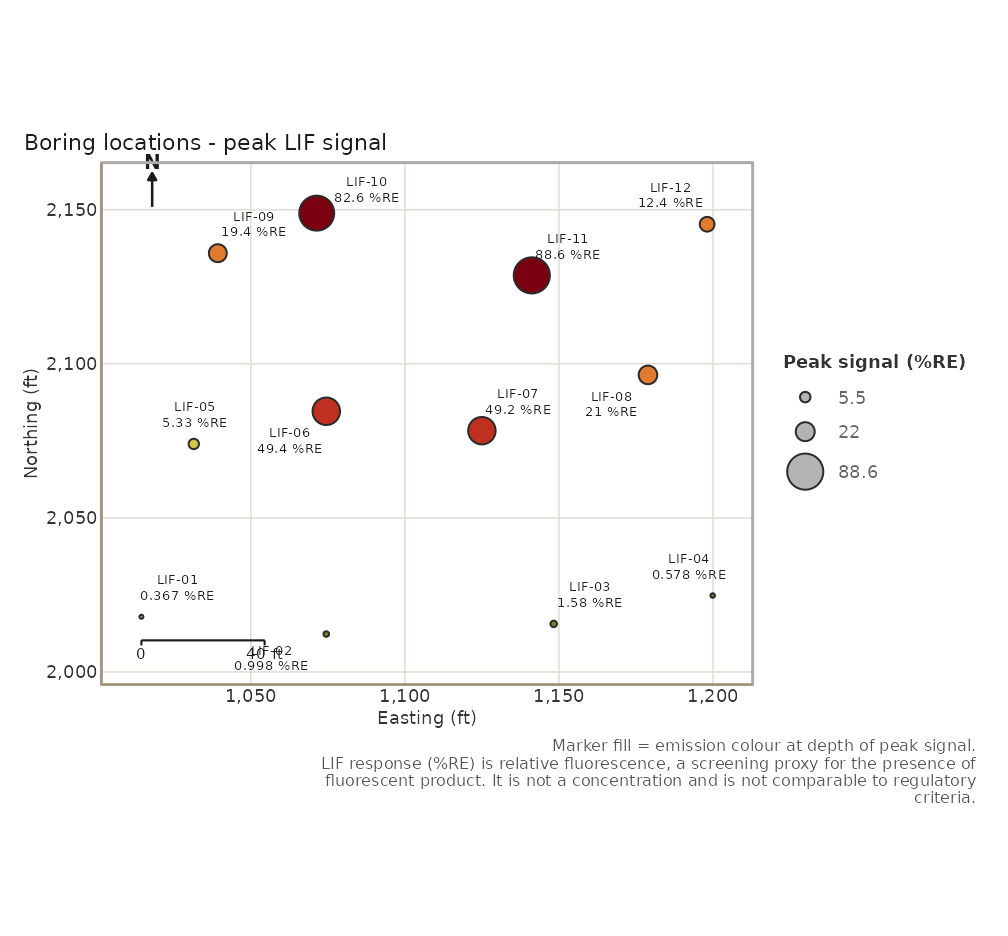 Boring locations - peak LIF signal
N
LIF-10
82.6 %RE
LIF-12
12.4 %RE
2,150
LIF-09
19.4 %RE
LIF-11
88.6 %RE
2,100
Peak signal (%RE)
5.5
22
88.6
LIF-07
49.2 %RE
LIF-08
21 %RE
LIF-05
5.33 %RE
LIF-06
49.4 %RE
Northing (ft)
2,050
LIF-04
0.578 %RE
LIF-01
0.367 %RE
LIF-03
1.58 %RE
0
40 ft
LIF-02
0.998 %RE
2,000
1,050
1,100
1,150
1,200
Easting (ft)
Marker fill = emission colour at depth of peak signal.
LIF response (%RE) is relative fluorescence, a screening proxy for the presence of
fluorescent product. It is not a concentration and is not comparable to regulatory
criteria.